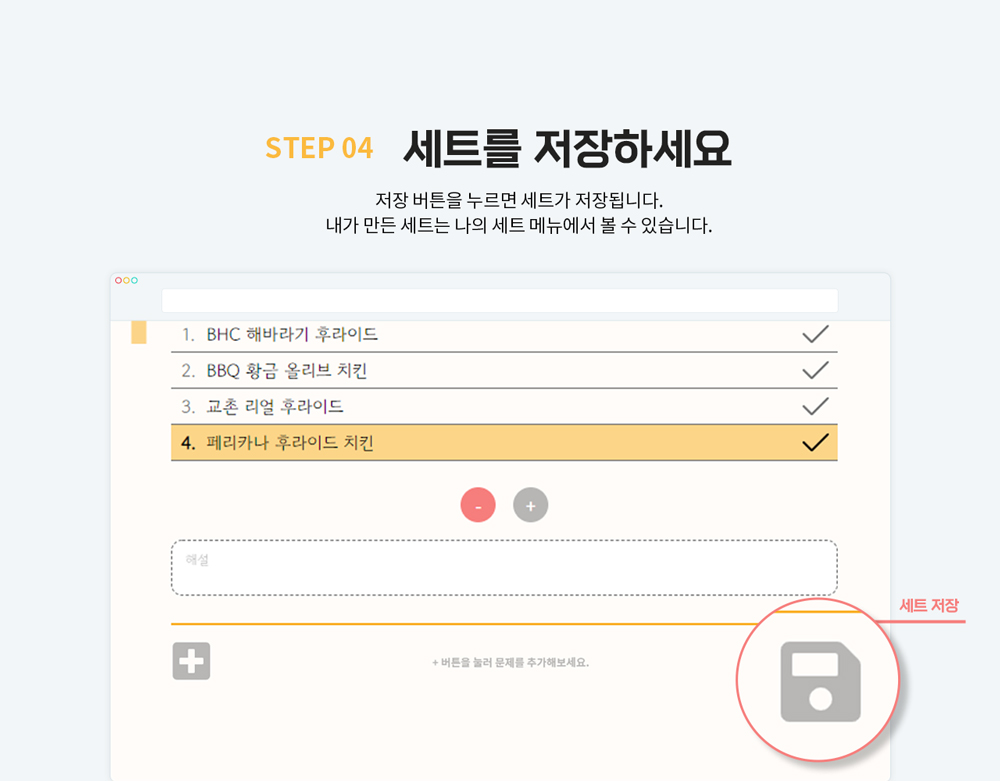 STEP 04 세트를 저장하세요
저장 버튼을 누르면 세트가 저장됩니다.
내가 만든 세트는 나의 세트 메뉴에서 볼 수 있습니다.
1. BHC 해바라기 후라이드
2. BBQ 황금 올리브 치킨
3. 교촌 리얼 후라이드
4. 페리카나 후라이드 치킨
- +
해설
세트 저장
+ 버튼을 눌러 문제를 추가해보세요.